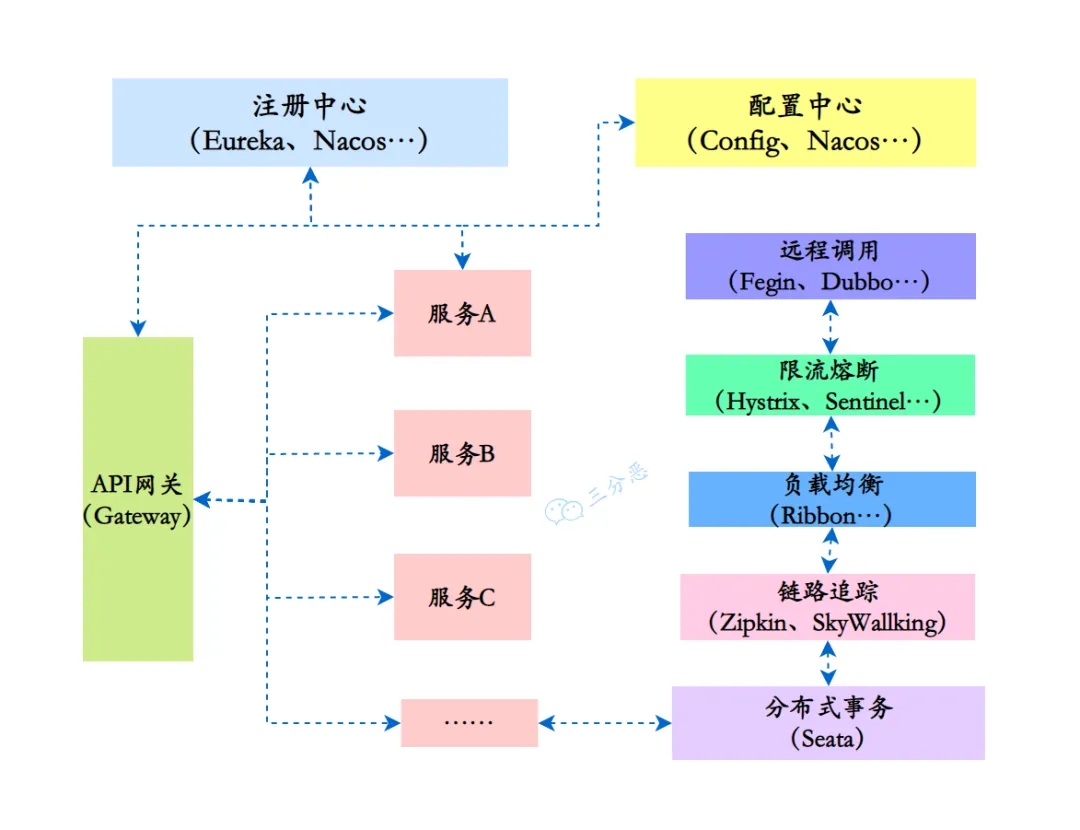 注册中心
（Eureka、Nacos…）
配置中心
（Config、Nacos…）
远程调用
（Fegin、Dubbo…）
服务A
限流熔断
（Hystrix、Sentinel…）
服务B
API网关
（Gateway）
三分恶
负载均衡
（Ribbon…）
服务C
链路追踪
（Zipkin、SkyWallking）
……
分布式事务
（Seata）